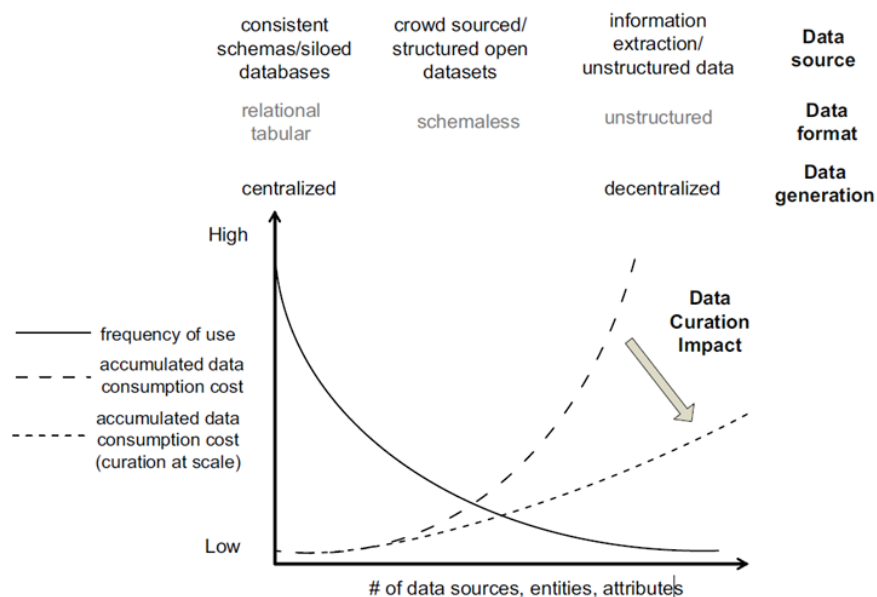 consistent
schemas/siloed
databases
crowd sourced/
structured open
datasets
information
extraction/
unstructured data
Data
source
relational
tabular
schemaless
unstructured
Data
format
centralized
decentralized
Data
generation
High
Data
Curation
Impact
frequency of use
accumulated data
consumption cost
accumulated data
consumption cost
(curation at scale)
Low
# of data sources, entities, attributes